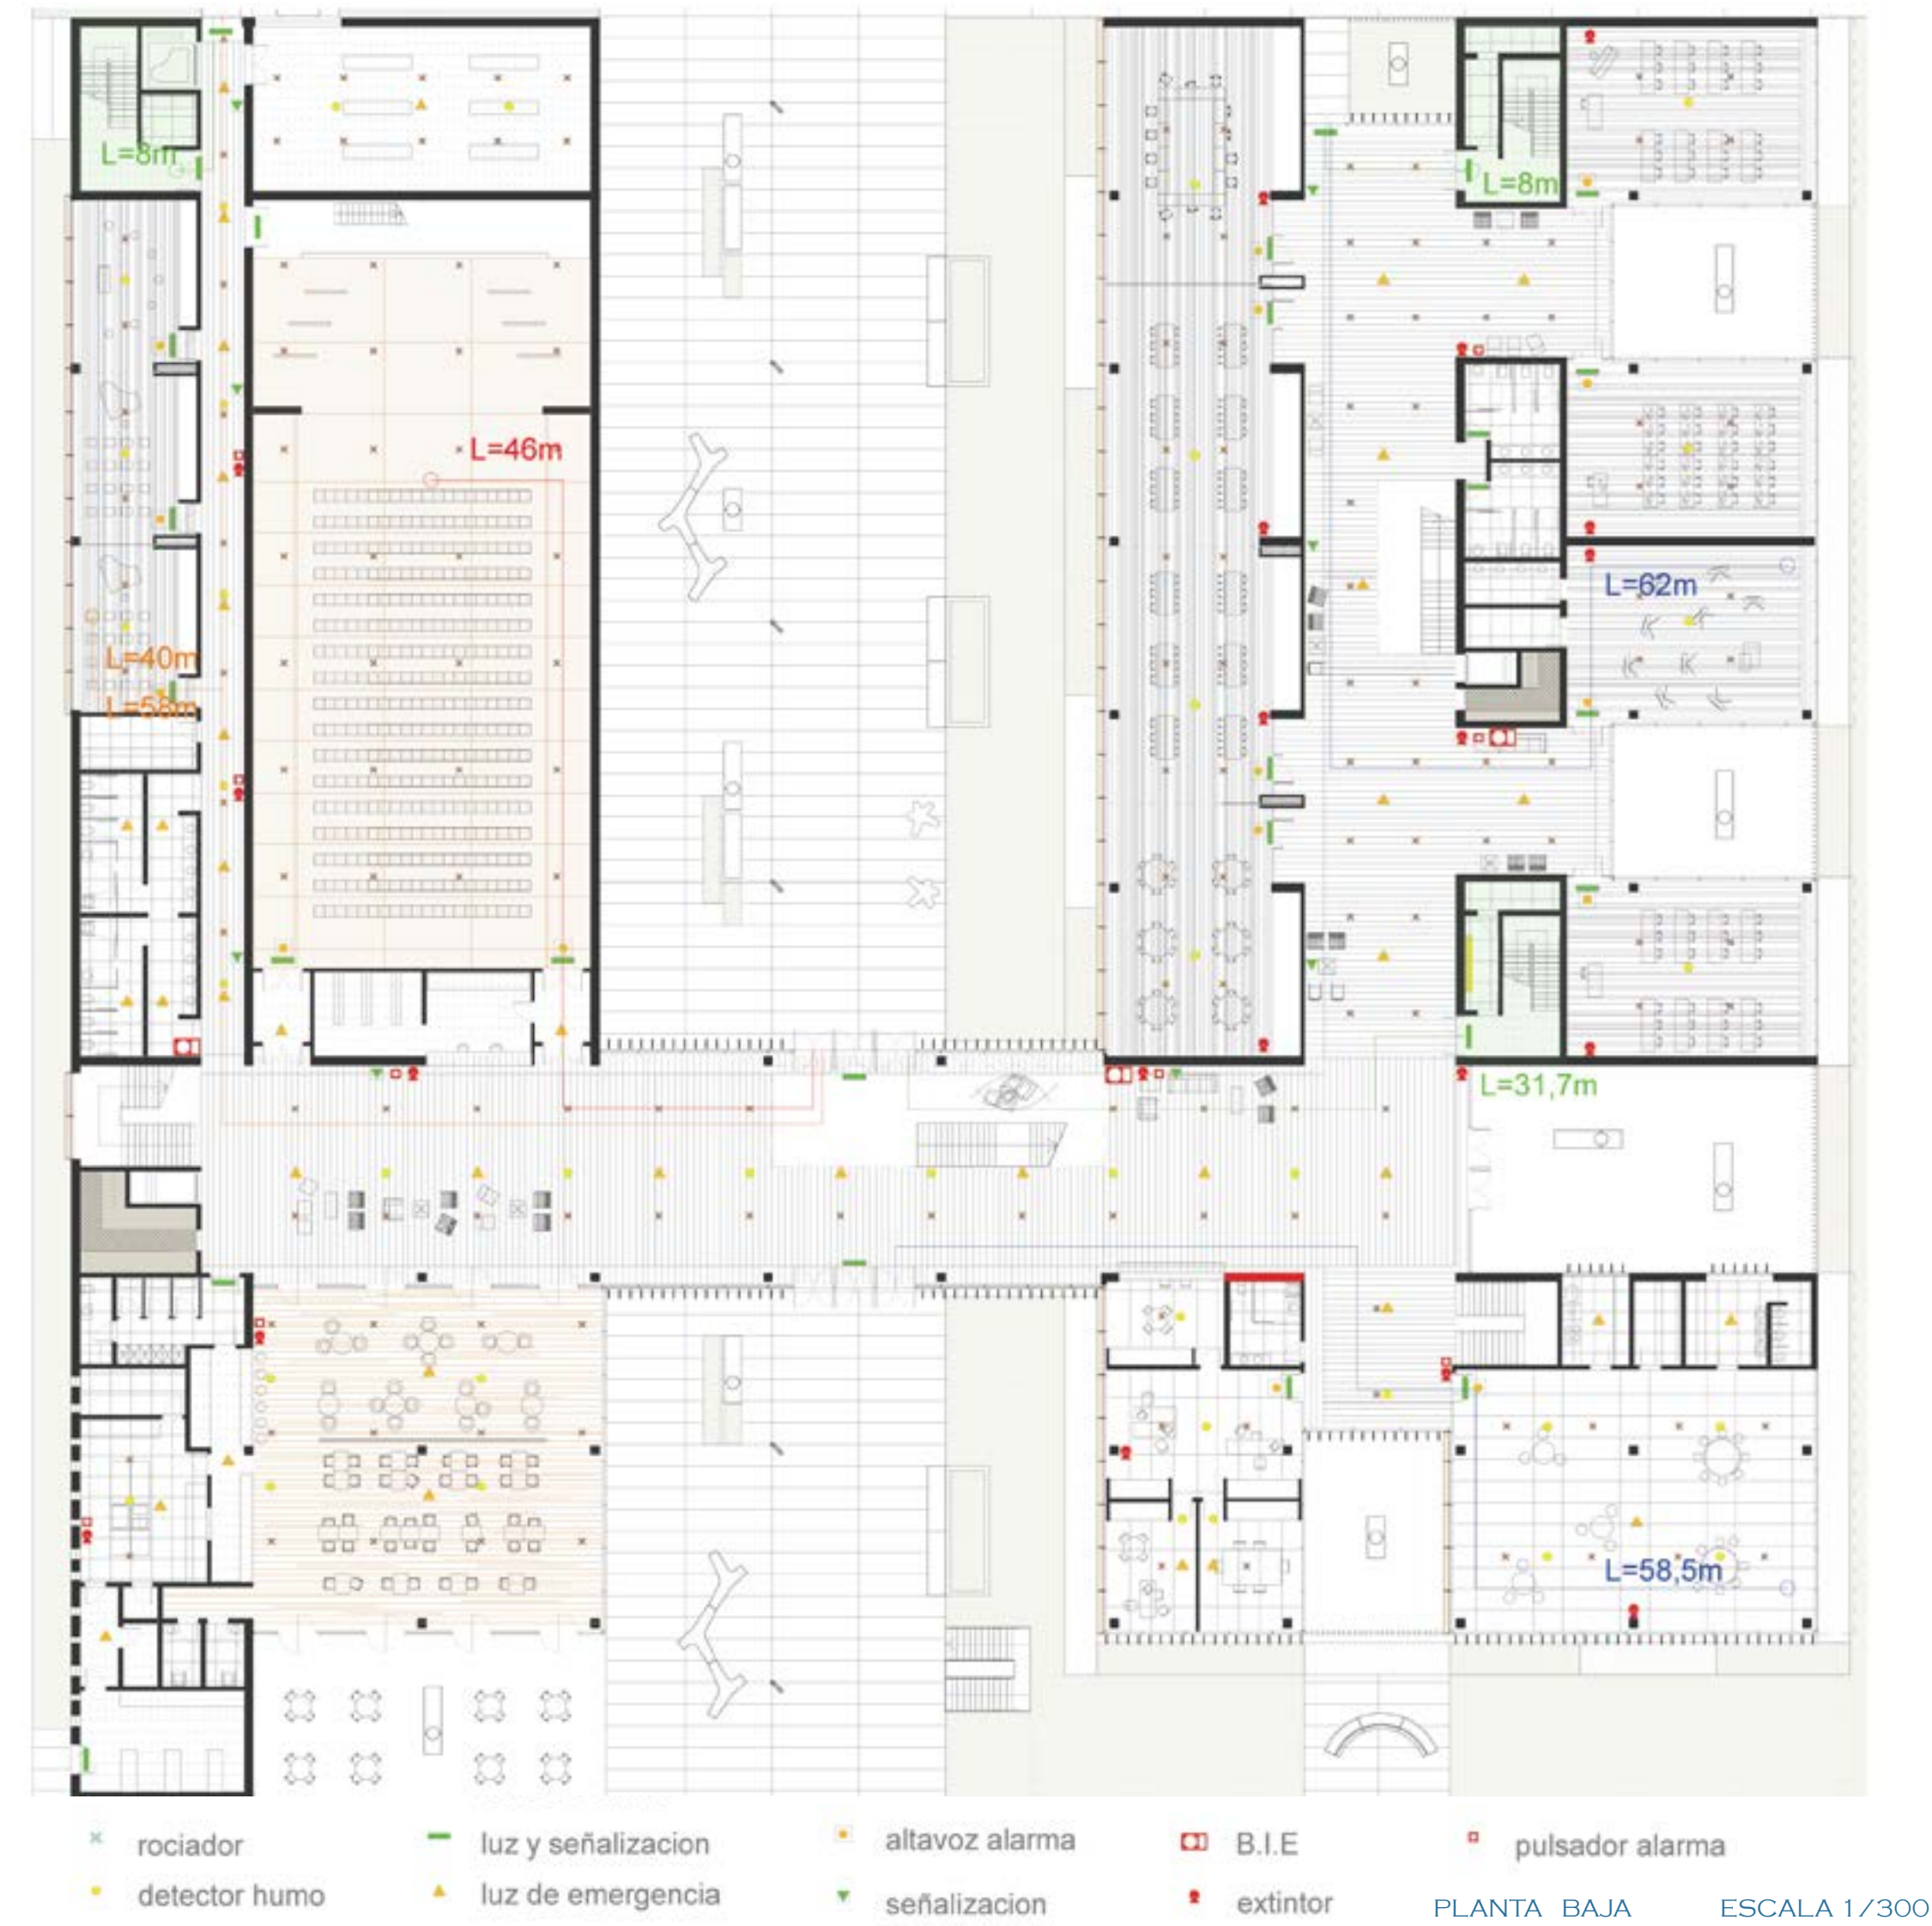 L=8m
L=8m
L=46m
L=62m
L=40m
L=58m
L=31,7m
L=58,5m
rociador
luz y señalizacion
altavoz alarma
B.I.E
pulsador alarma
detector humo
luz de emergencia
señalizacion
extintor
PLANTA BAJA
ESCALA 1/300